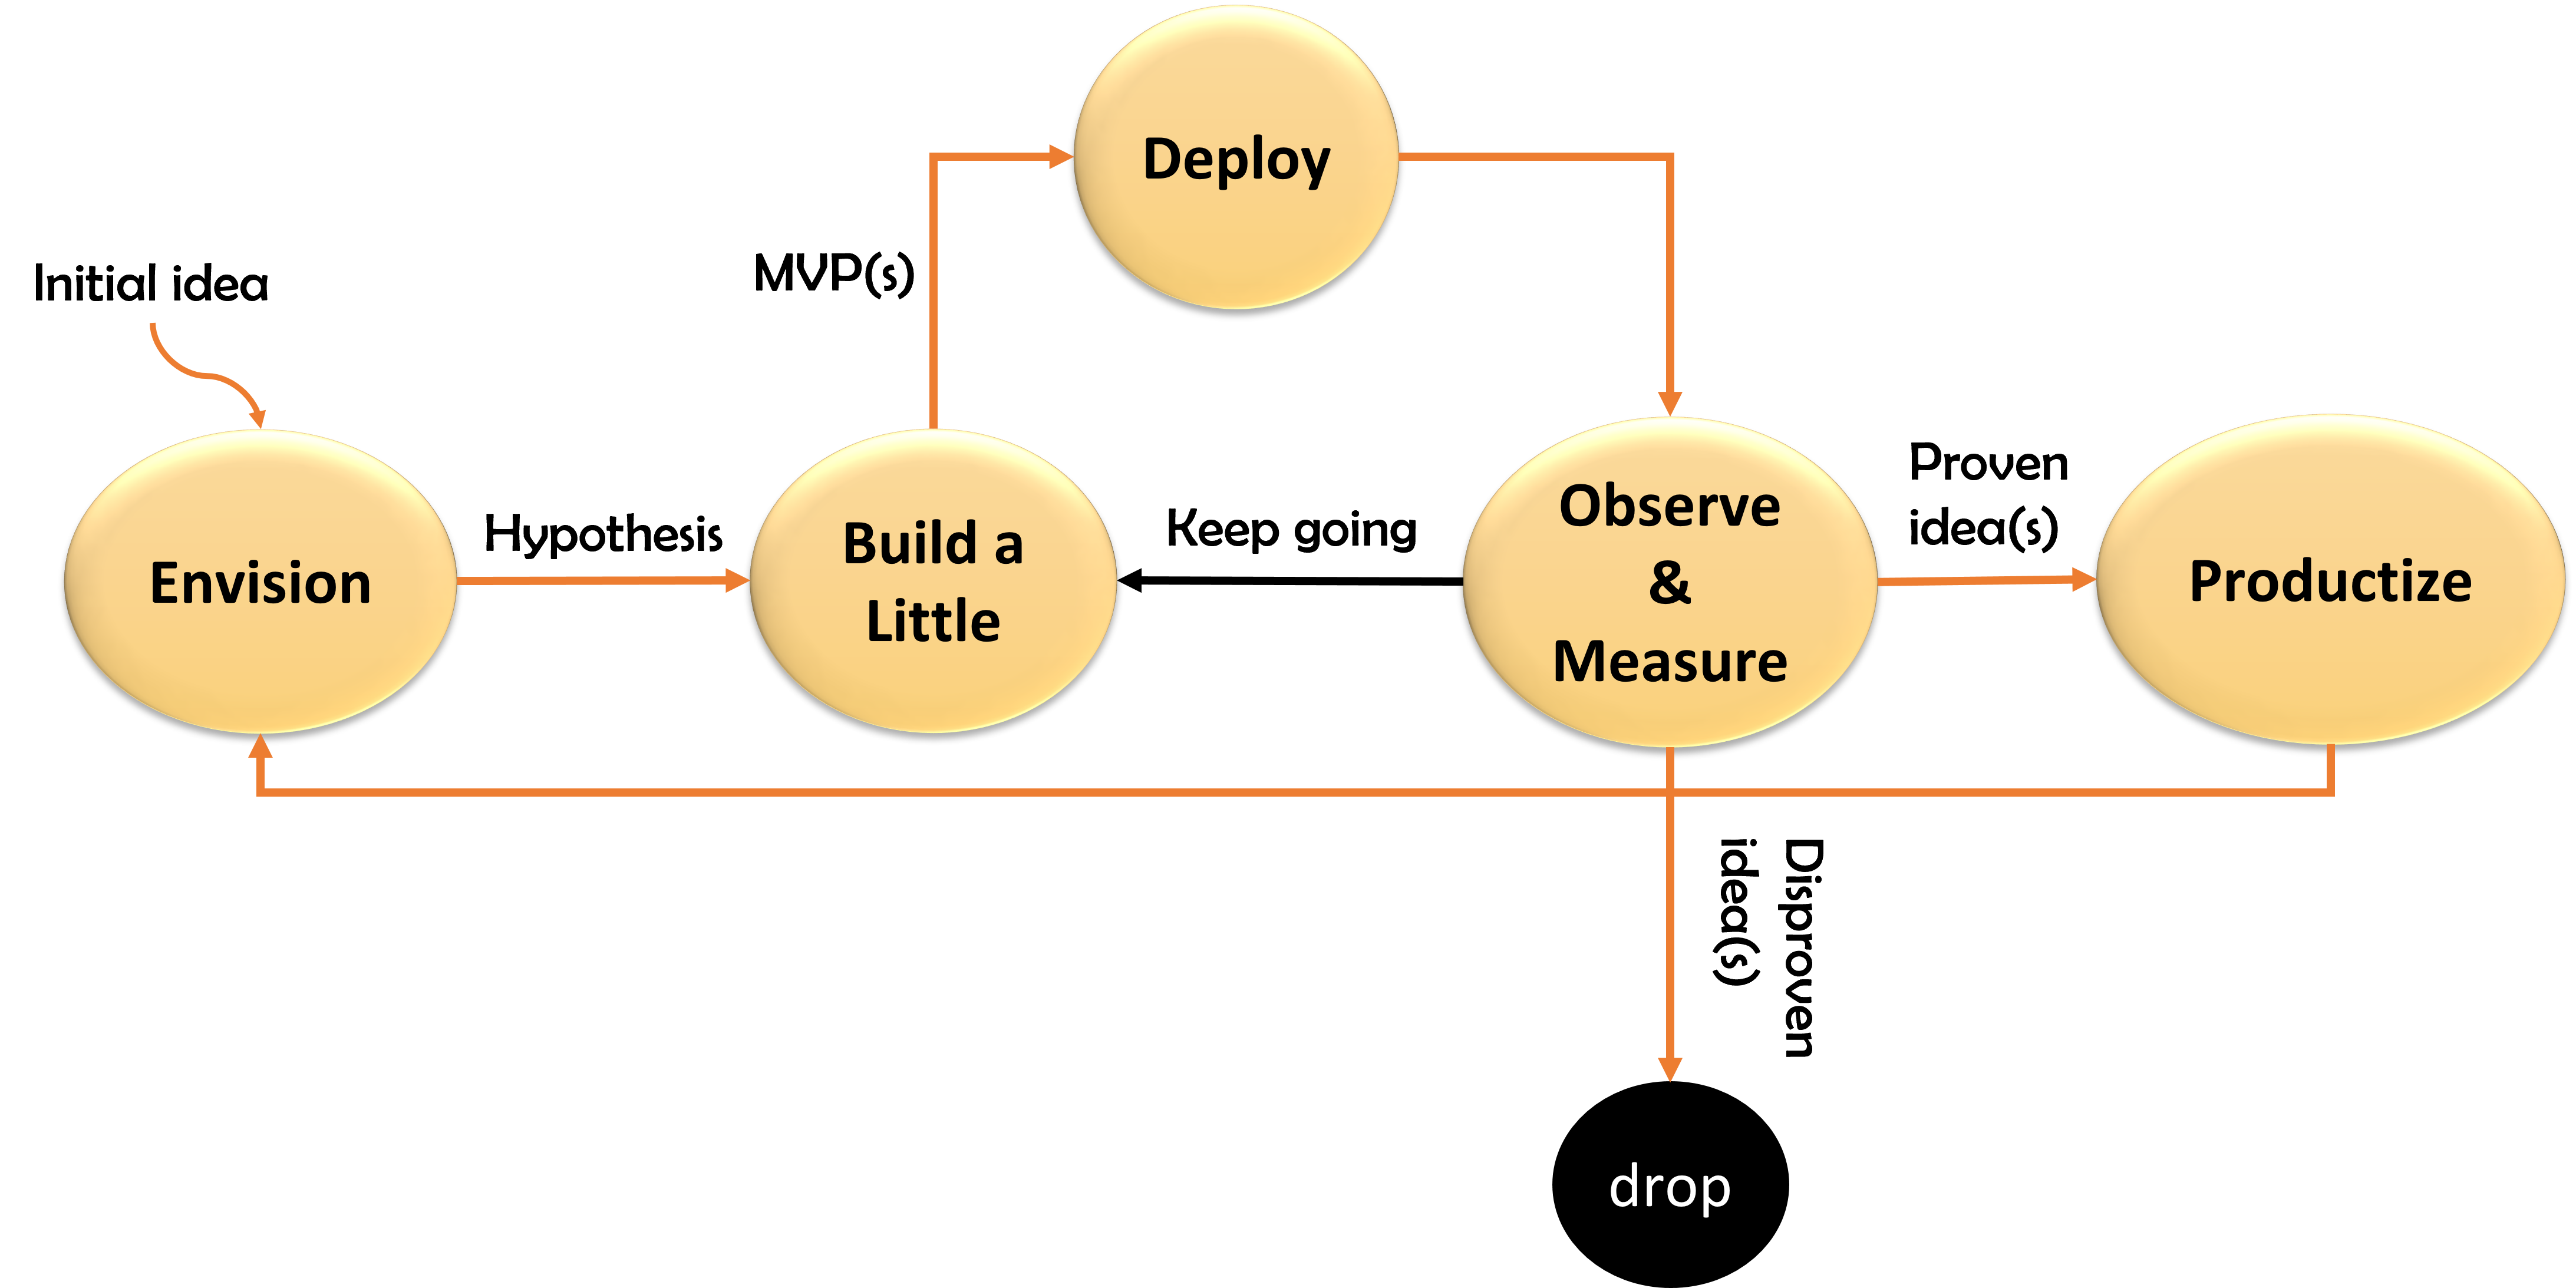 Deploy
Initial idea
MVP(s)
Envision
Hypothesis
Build a
Little
Keep going
Observe
&
Measure
Proven
idea(s)
Productize
Disproven
idea(s)
drop